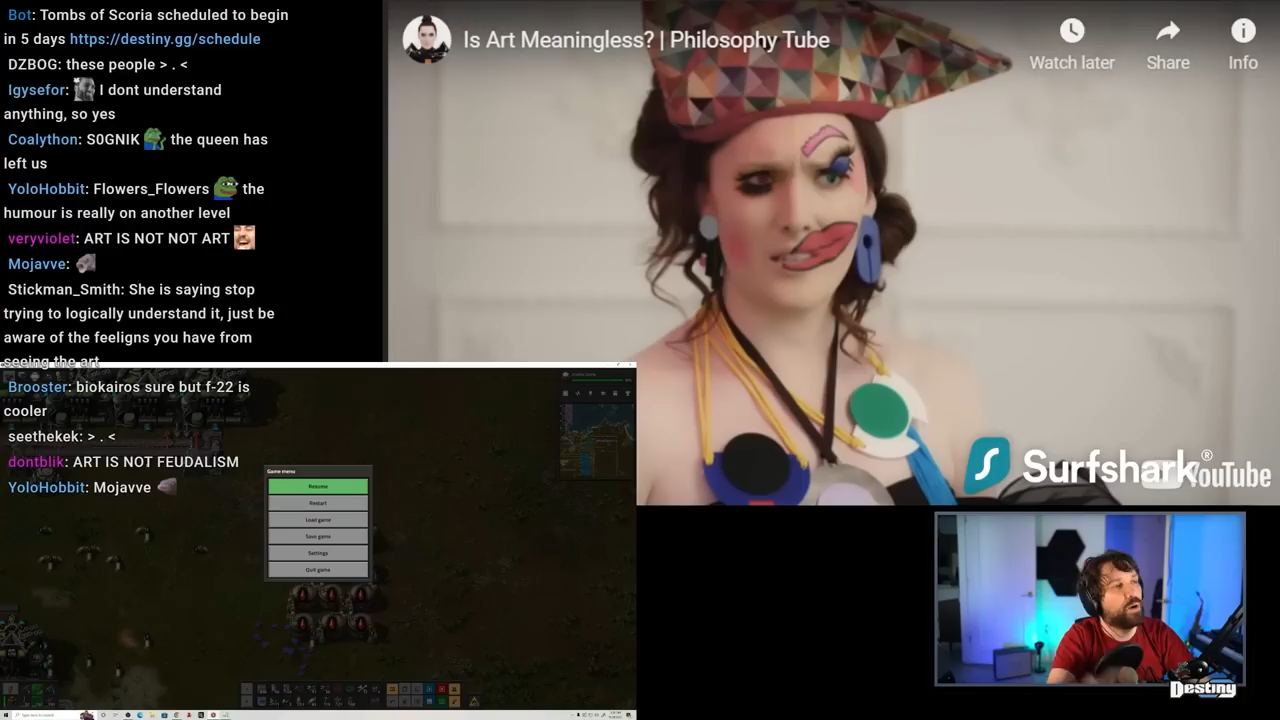 Bot: Tombs of Scoria scheduled to begin
in 5 days https://destiny.gg/schedule
DZBOG: these people > . <
Igysefor: I dont understand
anything, so yes
Coalython: S0GNIK the queen has
left us
YoloHobbit: Flowers_Flowers the
humour is really on another level
veryviolet: ART IS NOT NOT ART
Mojavve:
Stickman_Smith: She is saying stop
trying to logically understand it, just be
aware of the feeligns you have from
seeing the art
Brooster: biokairos sure but f-22 is
cooler
seethekek: > . <
dontblik: ART IS NOT FEUDALISM
YoloHobbit: Mojavve
Is Art Meaningless? | Philosophy Tube
Watch later
Share
Info
Surfshark®
YouTube
Game menu
Resume
Restart
Load game
Save game
Settings
Quit game
Destiny